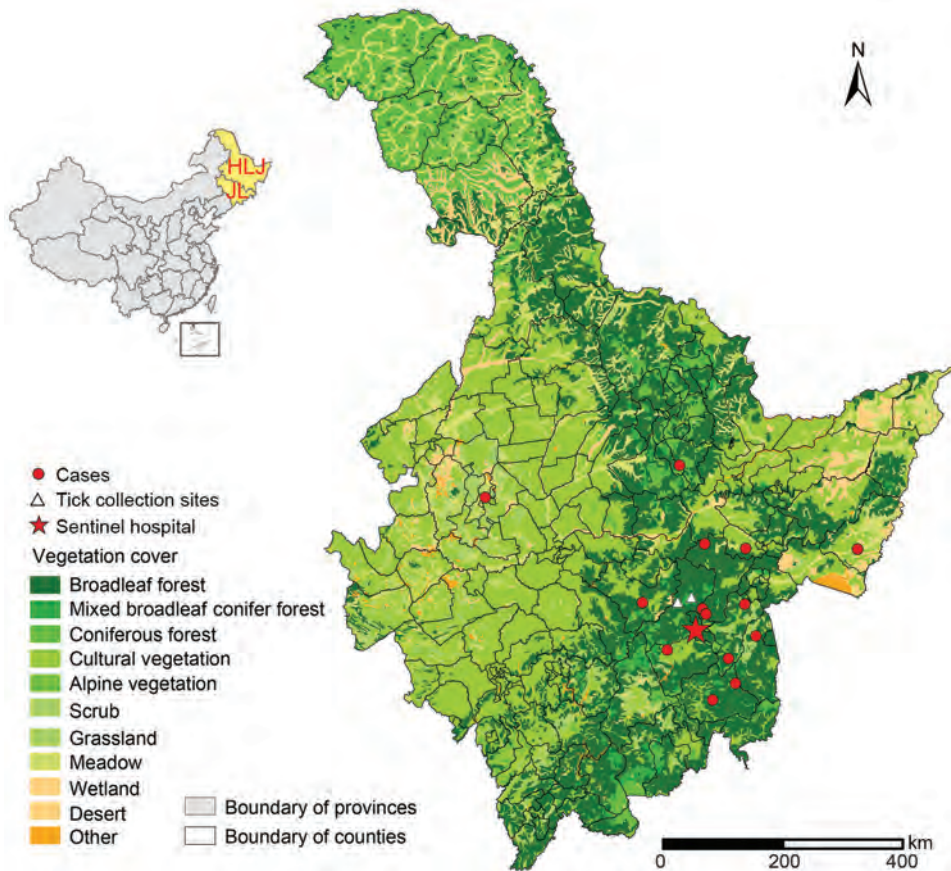 N
HLJ
JL
Cases
Tick collection sites
Sentinel hospital
Vegetation cover
Broadleaf forest
Mixed broadleaf conifer forest
Coniferous forest
Cultural vegetation
Alpine vegetation
Scrub
Grassland
Meadow
Wetland
Desert
Other
Boundary of provinces
Boundary of counties
km
0 200 400